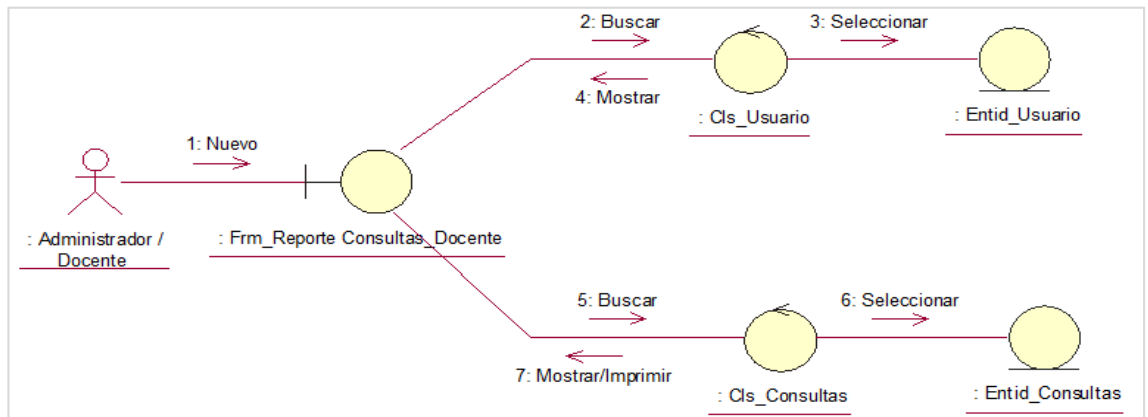 2: Buscar
3: Seleccionar
4: Mostrar
: Cls_Usuario
: Entid_Usuario
1: Nuevo
: Administrador /
Docente
: Frm_Reporte Consultas_Docente
5: Buscar
6: Seleccionar
7: Mostrar/Imprimir
: Cls_Consultas
: Entid_Consultas